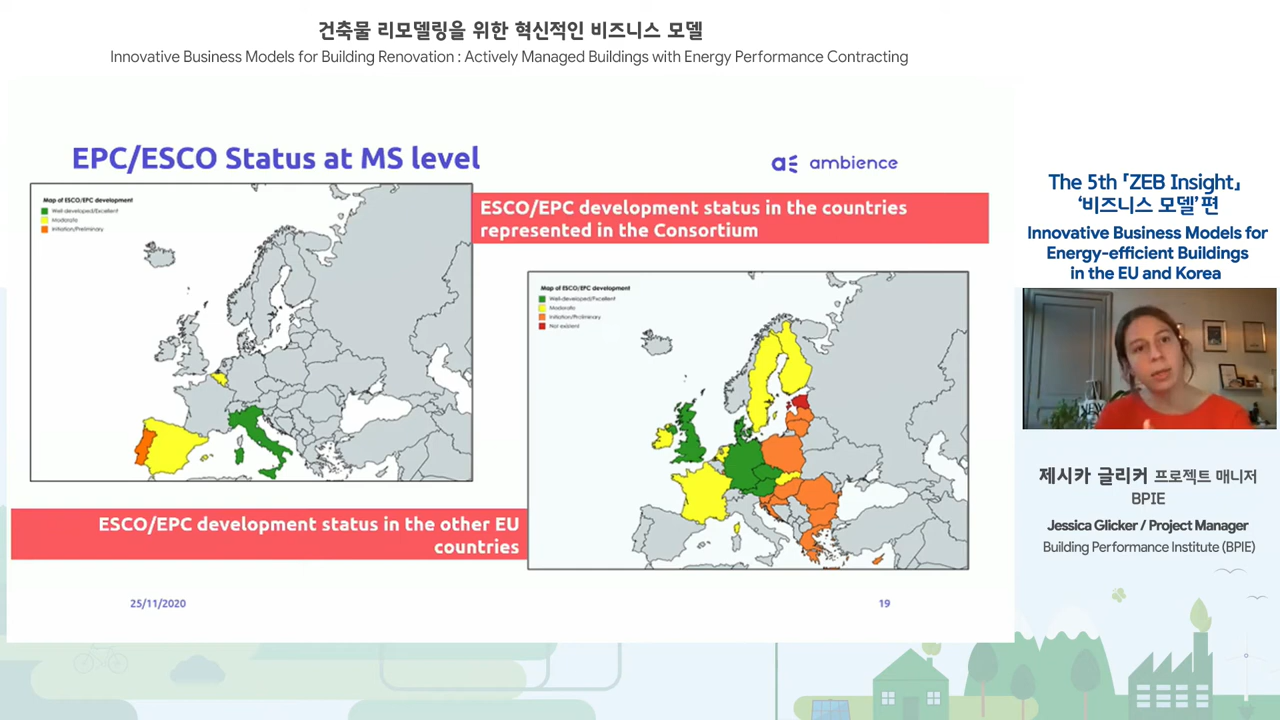 건축물 리모델링을 위한 혁신적인 비즈니스 모델
Innovative Business Models for Building Renovation : Actively Managed Buildings with Energy Performance Contracting
EPC/ESCO Status at MS level
ambience
Map of ESCO/EPC development
Well-developed/Excellent
Moderate
Initiation/Preliminary
ESCO/EPC development status in the countries
represented in the Consortium
Map of ESCO/EPC development
Well-developed/Excellent
Moderate
Initiation/Preliminary
Not existent
ESCO/EPC development status in the other EU
countries
25/11/2020
19
The 5th 「ZEB Insight」
‘비즈니스 모델’편
Innovative Business Models for
Energy-efficient Buildings
in the EU and Korea
제시카 글리커 프로젝트 매니저
BPIE
Jessica Glicker / Project Manager
Building Performance Institute (BPIE)